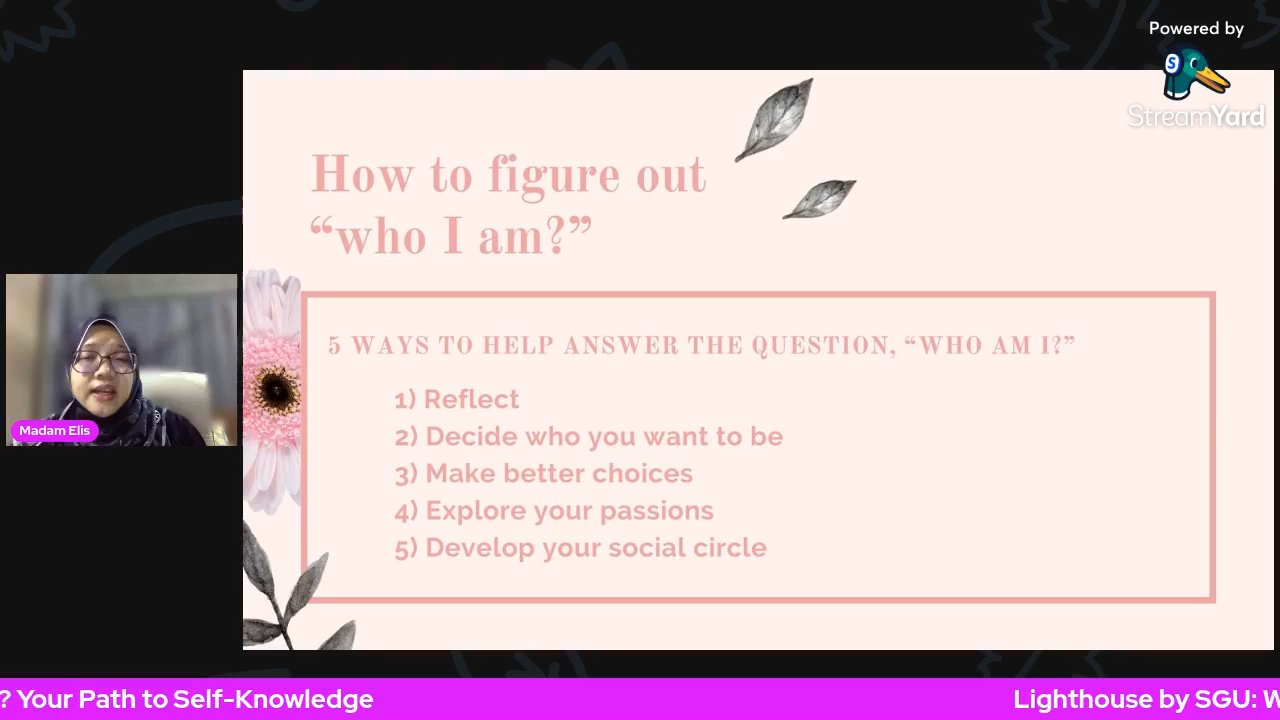 Powered by
S
StreamYard
How to figure out
“who I am?”
5 WAYS TO HELP ANSWER THE QUESTION, “WHO AM I?”
1) Reflect
2) Decide who you want to be
3) Make better choices
4) Explore your passions
5) Develop your social circle
Madam Elis
? Your Path to Self-Knowledge
Lighthouse by SGU: W